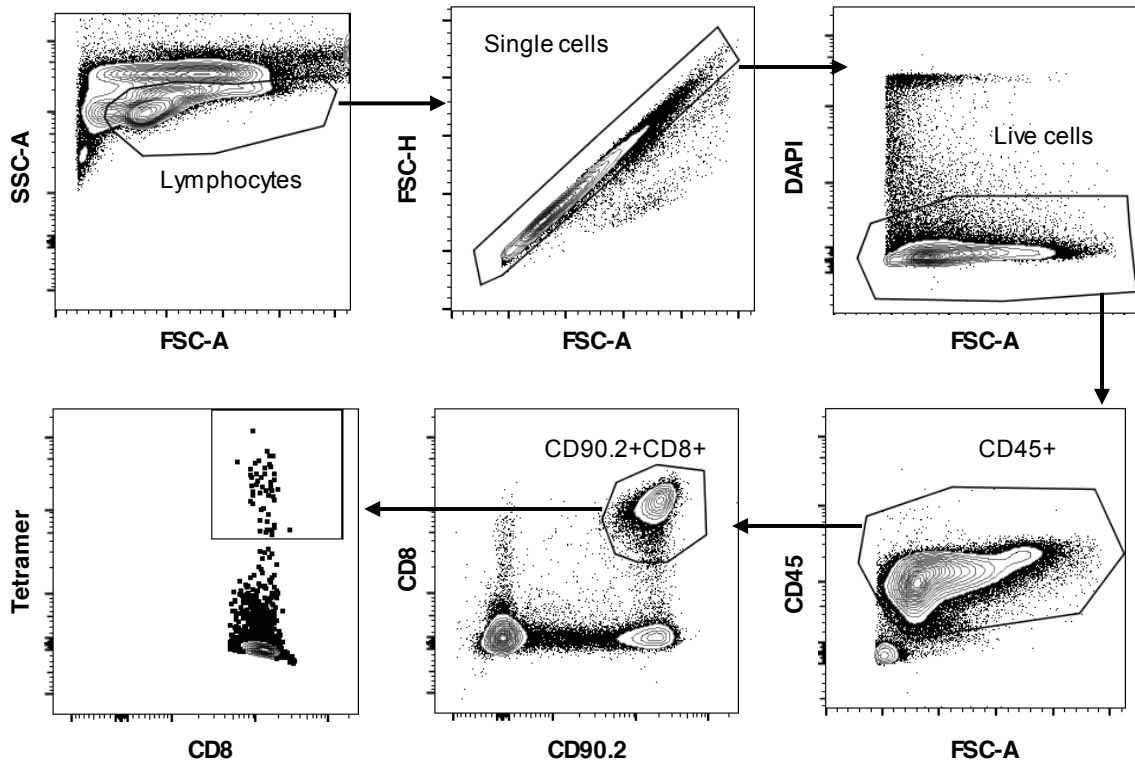 SSC-A
Lymphocytes
FSC-A
Single cells
FSC-H
FSC-A
DAPI
Live cells
FSC-A
Tetramer
CD8
CD90.2+CD8+
CD8
CD90.2
CD45+
CD45
FSC-A